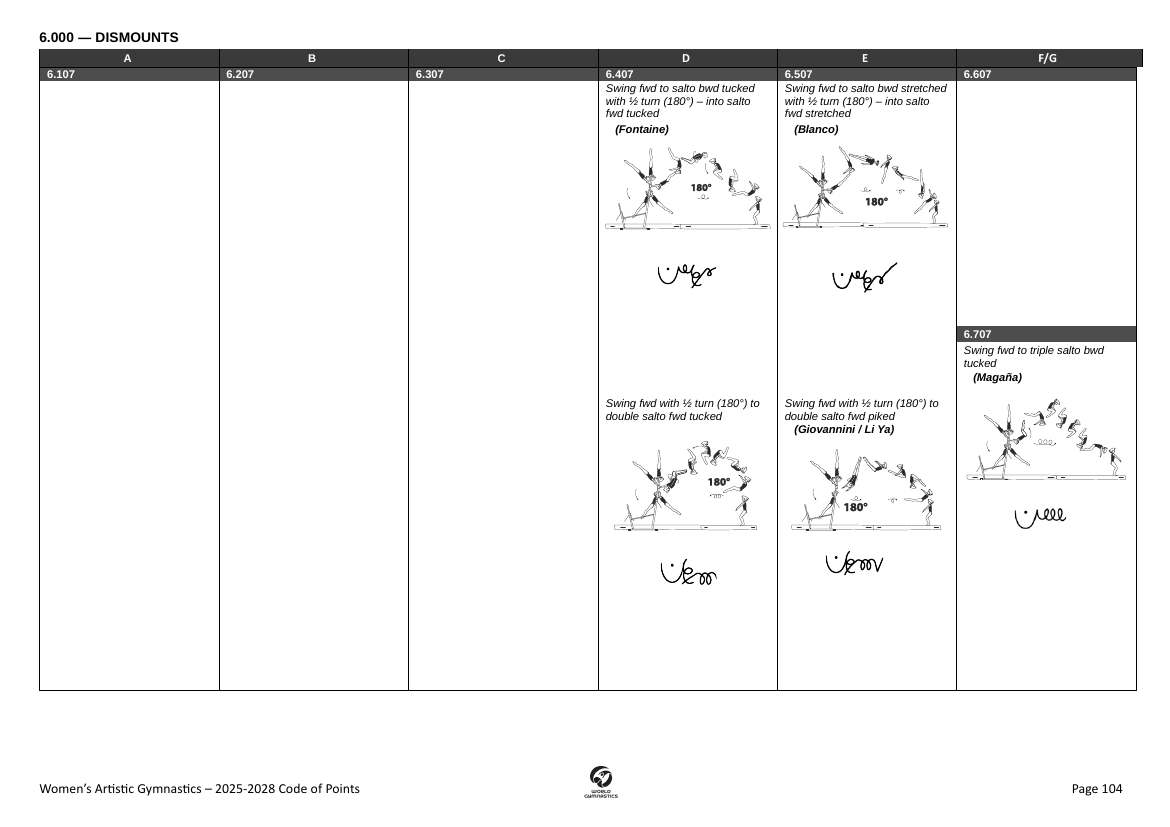 6.000 — DISMOUNTS
A B C D E F/G
6.107 6.207 6.307 6.407 6.507 6.607
Swing fwd to salto bwd tucked
with ½ turn (180°) – into salto
fwd tucked
(Fontaine)
180°
Swing fwd with ½ turn (180°) to
double salto fwd tucked
180°
Swing fwd to salto bwd stretched
with ½ turn (180°) – into salto
fwd stretched
(Blanco)
180°
Swing fwd with ½ turn (180°) to
double salto fwd piked
(Giovannini / Li Ya)
180°
6.707
Swing fwd to triple salto bwd
tucked
(Magaña)
Women’s Artistic Gymnastics – 2025-2028 Code of Points
WORLD
GYMNASTICS
Page 104